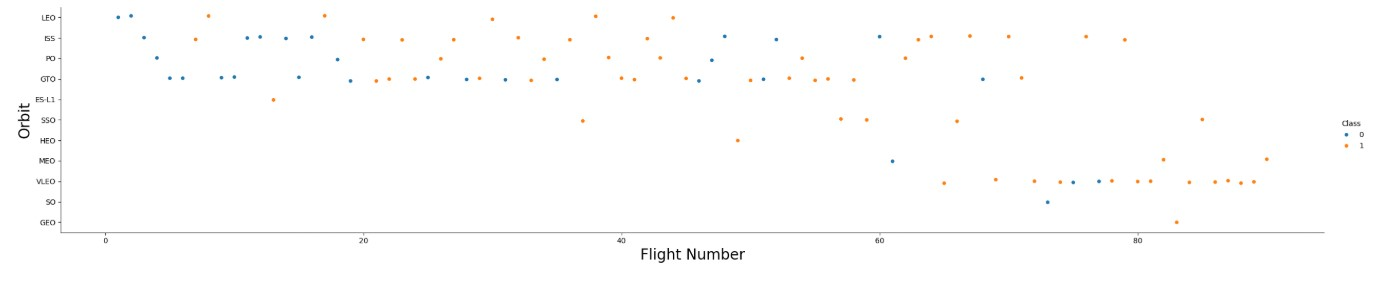 LEO
ISS
PO
GTO
ES-L1
SSO
HEO
MEO
VLEO
SO
GEO
Orbit
0
20
40
60
80
Flight Number
Class
0
1